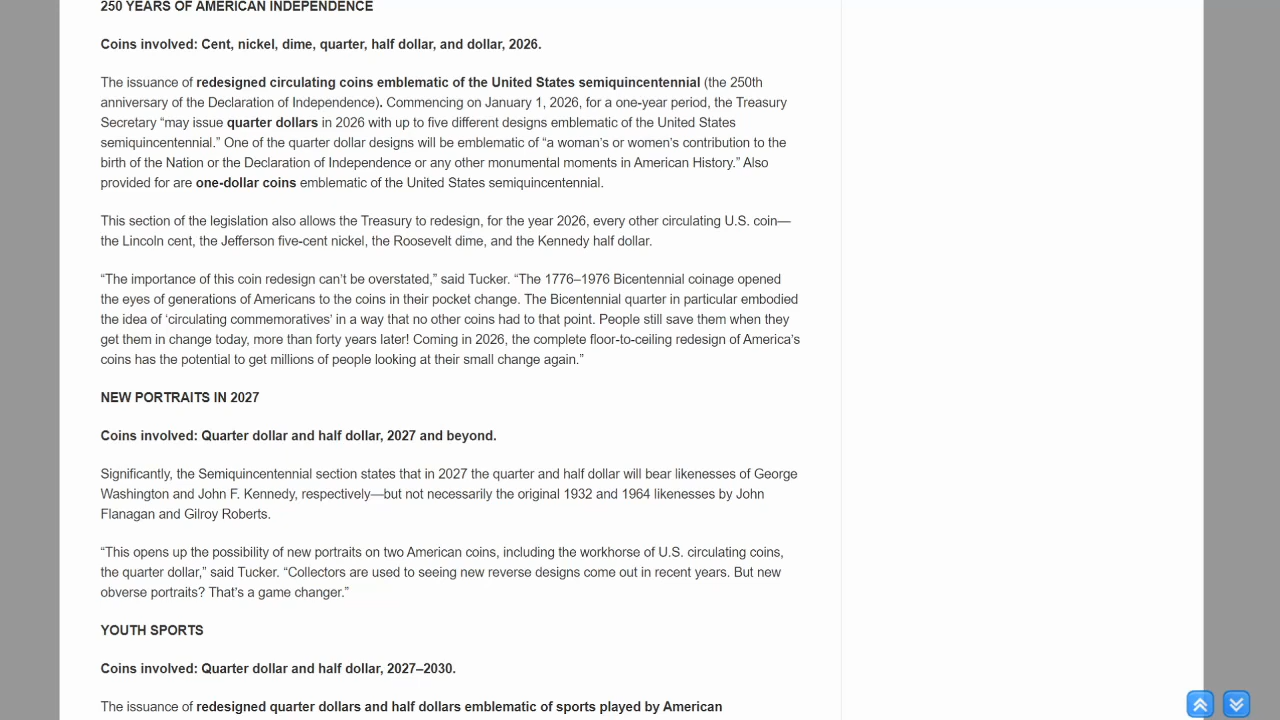 250 YEARS OF AMERICAN INDEPENDENCE
Coins involved: Cent, nickel, dime, quarter, half dollar, and dollar, 2026.
The issuance of redesigned circulating coins emblematic of the United States semiquincentennial (the 250th
anniversary of the Declaration of Independence). Commencing on January 1, 2026, for a one-year period, the Treasury
Secretary “may issue quarter dollars in 2026 with up to five different designs emblematic of the United States
semiquincentennial.” One of the quarter dollar designs will be emblematic of “a woman’s or women’s contribution to the
birth of the Nation or the Declaration of Independence or any other monumental moments in American History.” Also
provided for are one-dollar coins emblematic of the United States semiquincentennial.
This section of the legislation also allows the Treasury to redesign, for the year 2026, every other circulating U.S. coin—
the Lincoln cent, the Jefferson five-cent nickel, the Roosevelt dime, and the Kennedy half dollar.
“The importance of this coin redesign can’t be overstated,” said Tucker. “The 1776–1976 Bicentennial coinage opened
the eyes of generations of Americans to the coins in their pocket change. The Bicentennial quarter in particular embodied
the idea of ‘circulating commemoratives’ in a way that no other coins had to that point. People still save them when they
get them in change today, more than forty years later! Coming in 2026, the complete floor-to-ceiling redesign of America’s
coins has the potential to get millions of people looking at their small change again.”
NEW PORTRAITS IN 2027
Coins involved: Quarter dollar and half dollar, 2027 and beyond.
Significantly, the Semiquincentennial section states that in 2027 the quarter and half dollar will bear likenesses of George
Washington and John F. Kennedy, respectively—but not necessarily the original 1932 and 1964 likenesses by John
Flanagan and Gilroy Roberts.
“This opens up the possibility of new portraits on two American coins, including the workhorse of U.S. circulating coins,
the quarter dollar,” said Tucker. “Collectors are used to seeing new reverse designs come out in recent years. But new
obverse portraits? That’s a game changer.”
YOUTH SPORTS
Coins involved: Quarter dollar and half dollar, 2027–2030.
The issuance of redesigned quarter dollars and half dollars emblematic of sports played by American